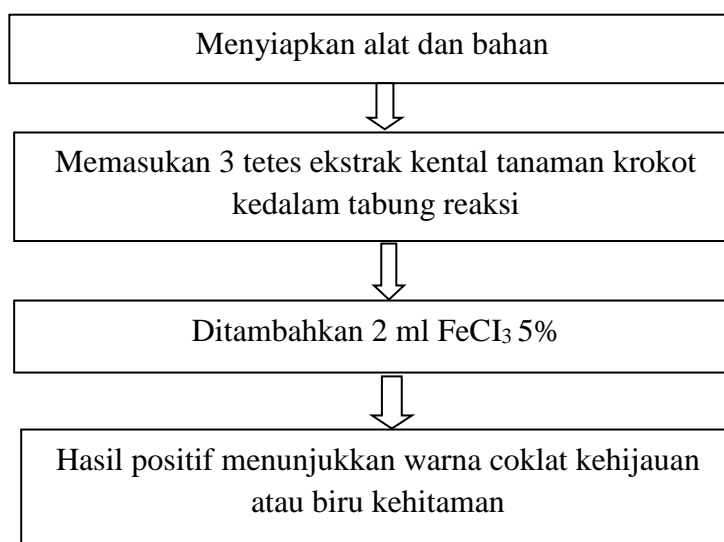 Menyiapkan alat dan bahan
Memasukan 3 tetes ekstrak kental tanaman krokot
kedalam tabung reaksi
Ditambahkan 2 ml FeCI₃ 5%
Hasil positif menunjukkan warna coklat kehijauan
atau biru kehitaman